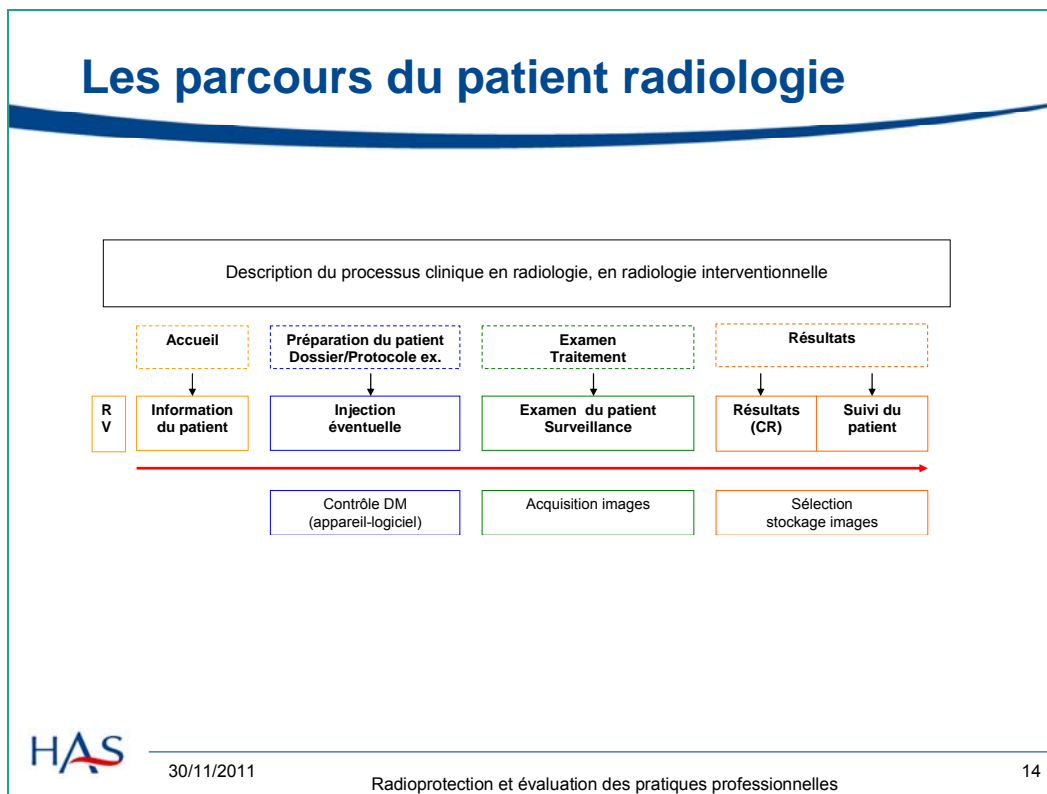 Les parcours du patient radiologie
Description du processus clinique en radiologie, en radiologie interventionnelle
Accueil
Préparation du patient
Dossier/Protocole ex.
Examen
Traitement
Résultats
R
V
Information
du patient
Injection
éventuelle
Examen du patient
Surveillance
Résultats
(CR)
Suivi du
patient
Contrôle DM
(appareil-logiciel)
Acquisition images
Sélection
stockage images
HAS
30/11/2011
Radioprotection et évaluation des pratiques professionnelles
14